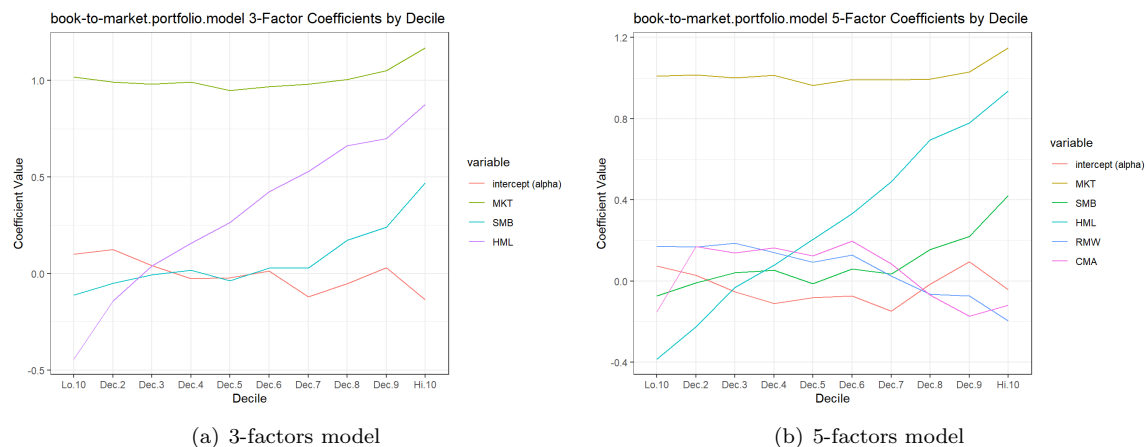 book-to-market.portfolio.model 3-Factor Coefficients by Decile
Coefficient Value
1.0
0.5
0.0
-0.5
Lo.10 Dec.2 Dec.3 Dec.4 Dec.5 Dec.6 Dec.7 Dec.8 Dec.9 Hi.10
Decile
variable
intercept (alpha)
MKT
SMB
HML
(a) 3-factors model
book-to-market.portfolio.model 5-Factor Coefficients by Decile
Coefficient Value
1.2
0.8
0.4
0.0
-0.4
Lo.10 Dec.2 Dec.3 Dec.4 Dec.5 Dec.6 Dec.7 Dec.8 Dec.9 Hi.10
Decile
variable
intercept (alpha)
MKT
SMB
HML
RMW
CMA
(b) 5-factors model